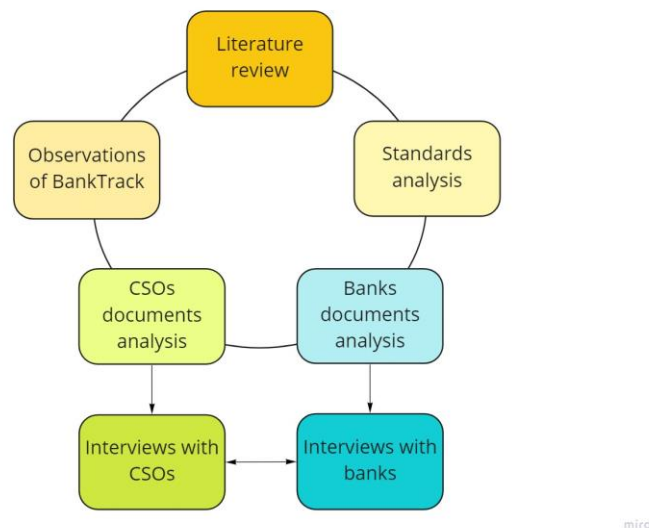 Literature
review
Observations
of BankTrack
Standards
analysis
CSOs
documents
analysis
Banks
documents
analysis
Interviews with
CSOs
Interviews with
banks